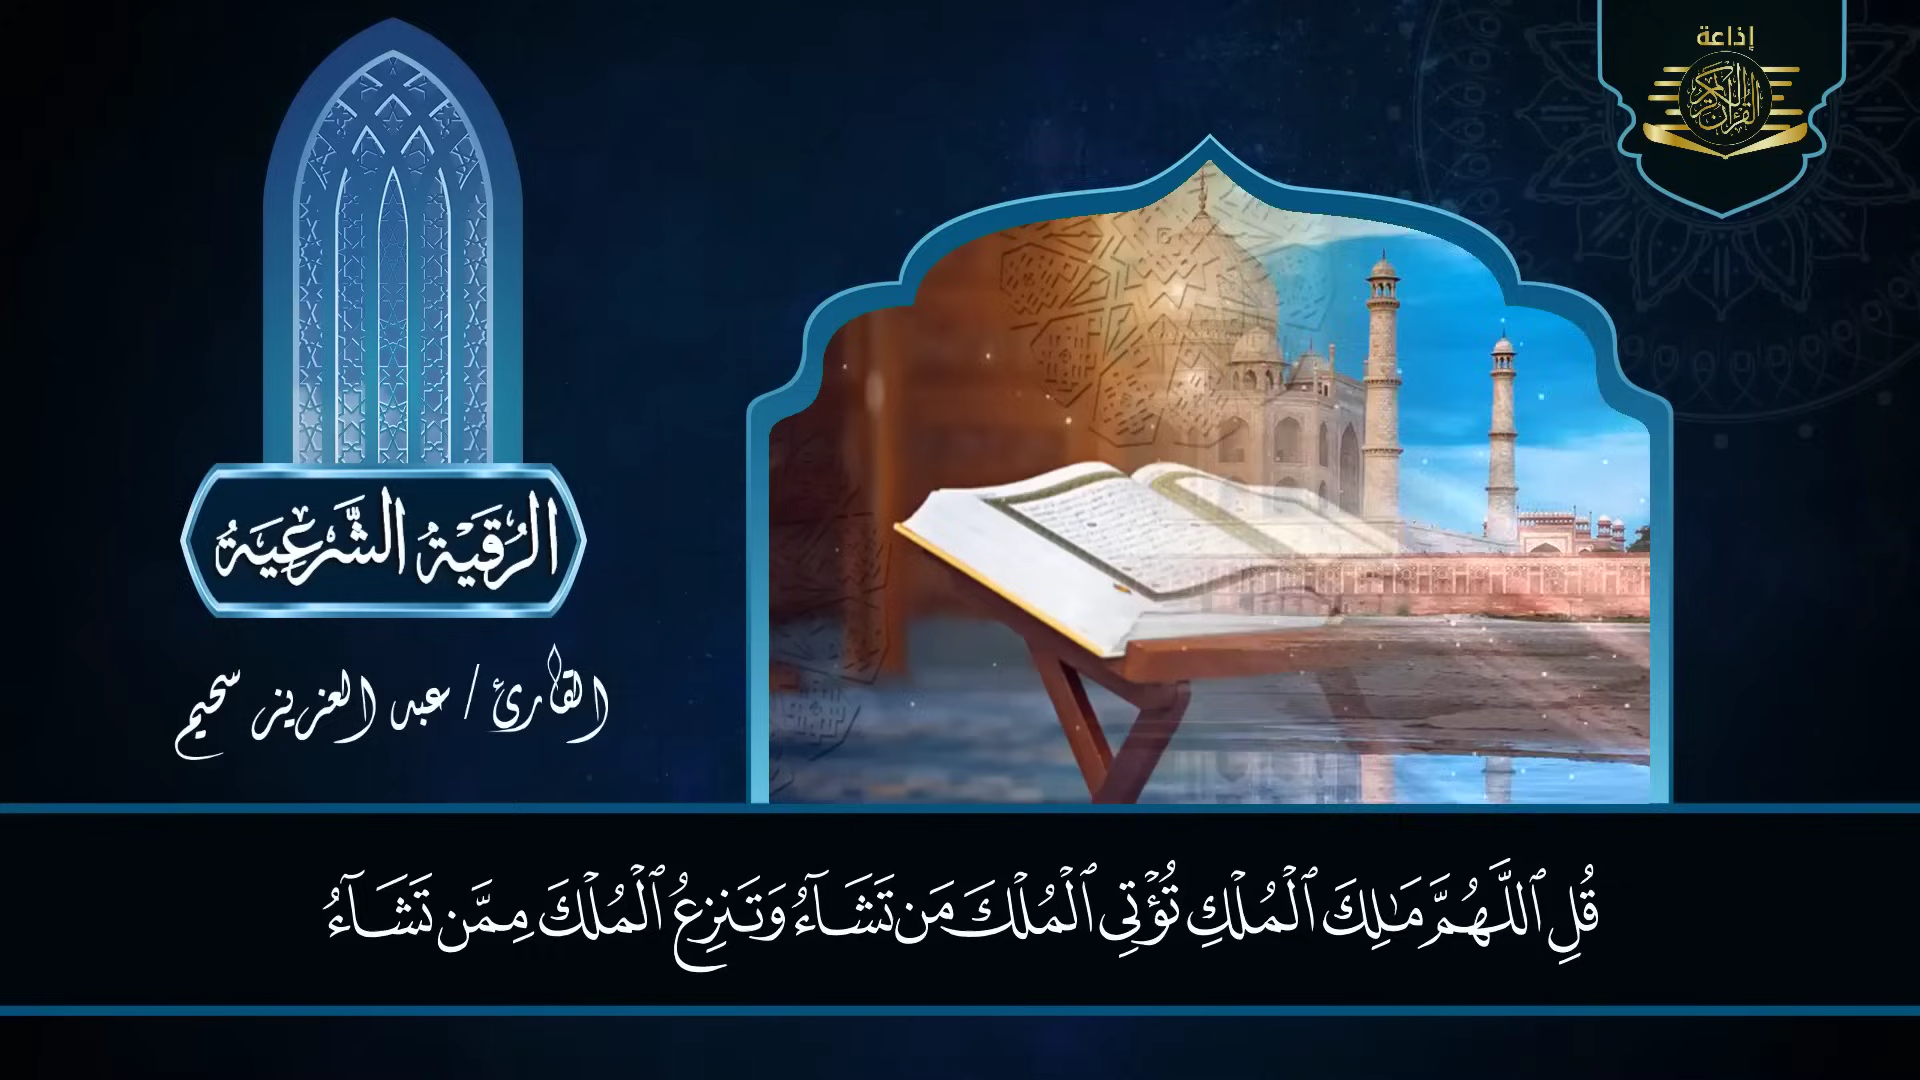 إذاعة
القرآن الكريم
الرُقيَة الشَّرعِيَة
القارئ / عبد العزيز سحيم
قُلِ ٱللَّهُمَّ مَـٰلِكَ ٱلْمُلْكِ تُؤْتِى ٱلْمُلْكَ مَن تَشَآءُ وَتَنزِعُ ٱلْمُلْكَ مِمَّن تَشَآءُ